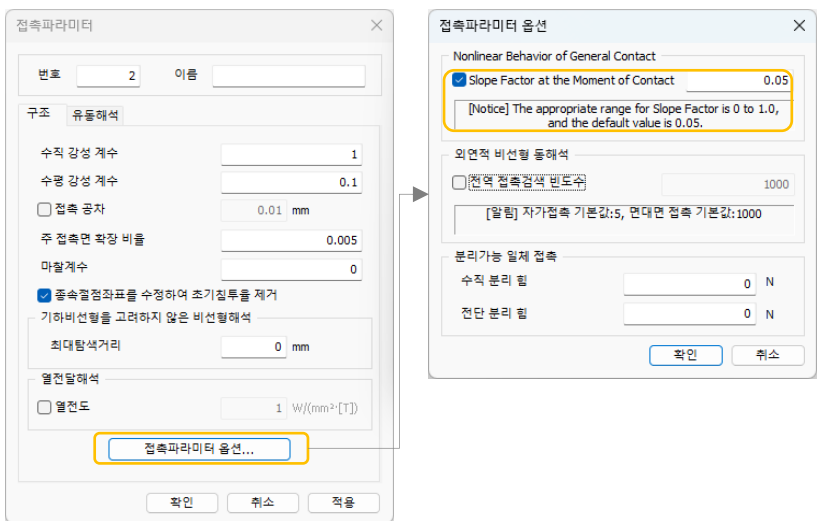 접촉파라미터
번호 2 이름
구조 유동해석
수직 강성 계수 1
수평 강성 계수 0.1
접촉 공차 0.01 mm
주 접촉면 확장 비율 0.005
마찰계수 0
종속절점좌표를 수정하여 초기침투을 제거
기하비선형을 고려하지 않은 비선형해석
최대탐색거리 0 mm
열전달해석
열전도 1 W/(mm²·[T])
접촉파라미터 옵션...
확인 취소 적용
접촉파라미터 옵션
Nonlinear Behavior of General Contact
Slope Factor at the Moment of Contact 0.05
[Notice] The appropriate range for Slope Factor is 0 to 1.0,
and the default value is 0.05.
외연적 비선형 동해석
전역 접촉검색 빈도수 1000
[알림] 자가접촉 기본값:5, 면대면 접촉 기본값:1000
분리가능 일체 접촉
수직 분리 힘 0 N
전단 분리 힘 0 N
확인 취소